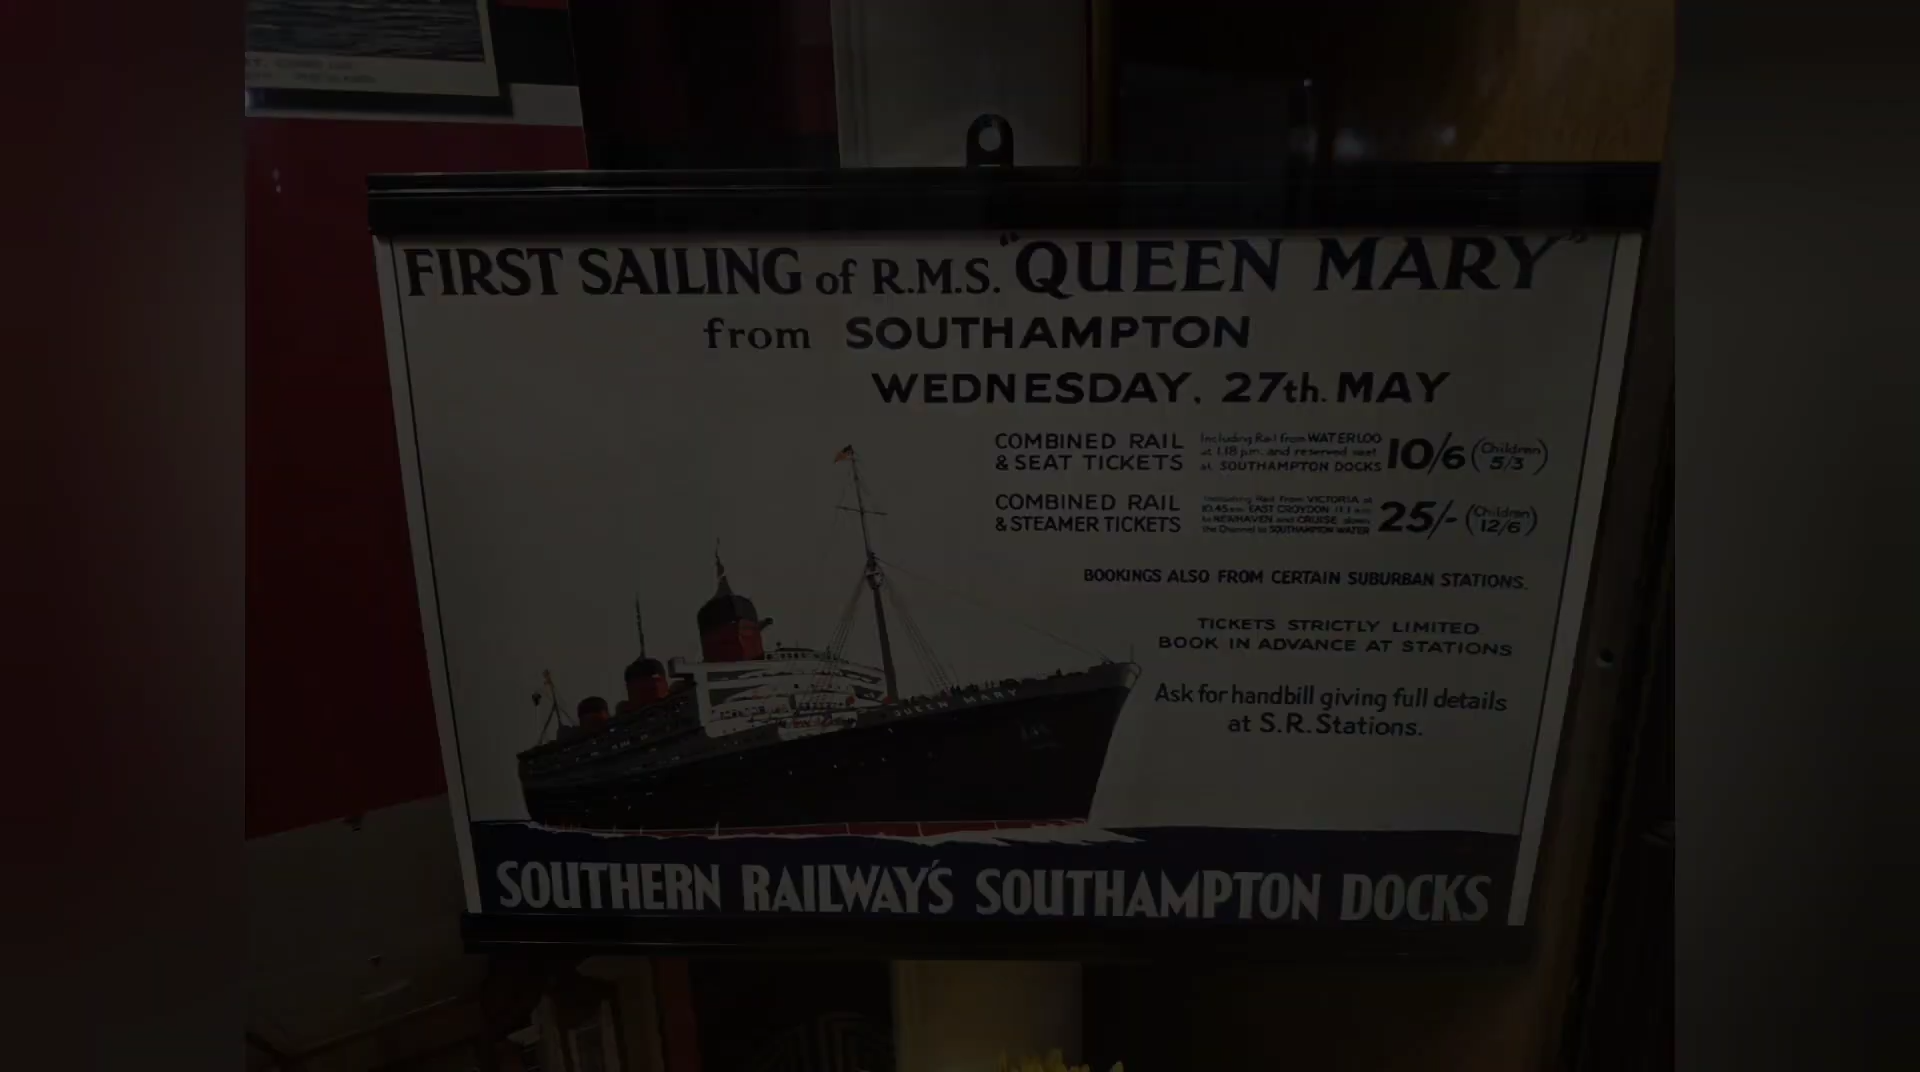 FIRST SAILING of R.M.S. "QUEEN MARY"
from SOUTHAMPTON
WEDNESDAY, 27th. MAY
COMBINED RAIL & SEAT TICKETS
Including Rail from WATERLOO
at 1.18 p.m. and reserved seat
at SOUTHAMPTON DOCKS
10/6 (Children 5/3)
COMBINED RAIL & STEAMER TICKETS
Including Rail from VICTORIA at
10.45 a.m. EAST CROYDON 11.1 a.m.
to NEWHAVEN and CRUISE down
the Channel to SOUTHAMPTON WATER
25/- (Children 12/6)
BOOKINGS ALSO FROM CERTAIN SUBURBAN STATIONS.
TICKETS STRICTLY LIMITED
BOOK IN ADVANCE AT STATIONS
Ask for handbill giving full details
at S.R. Stations.
QUEEN MARY
SOUTHERN RAILWAY'S SOUTHAMPTON DOCKS